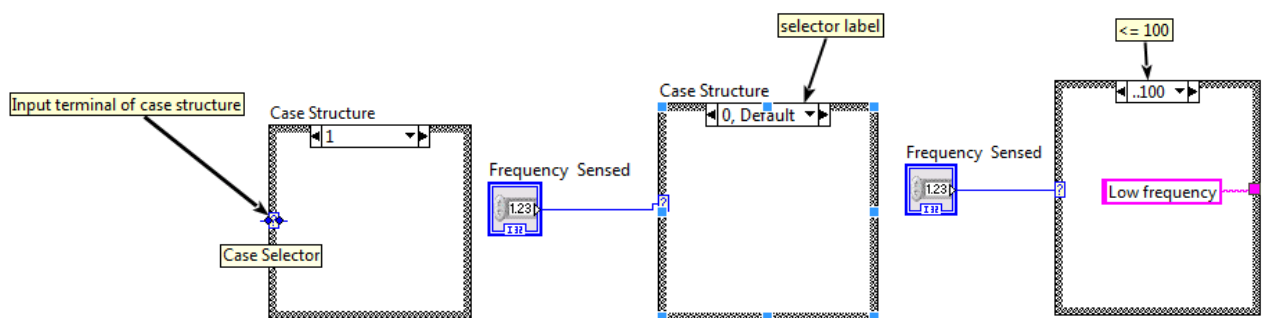 Input terminal of case structure
Case Structure
1
?
Case Selector
Frequency Sensed
1.23
I32
selector label
Case Structure
0, Default
?
Frequency Sensed
1.23
I32
<= 100
..100
?
Low frequency